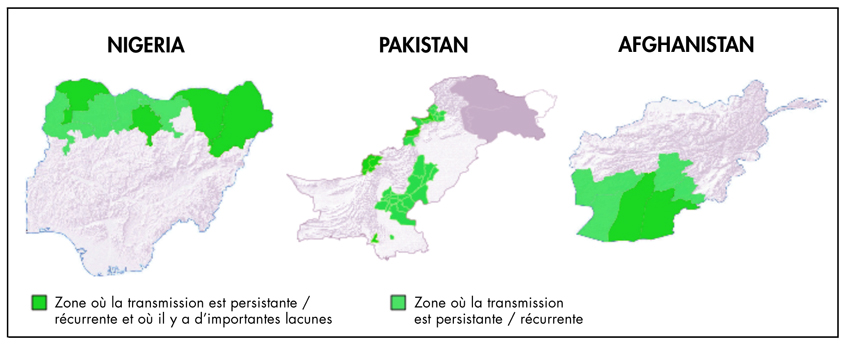 NIGERIA
PAKISTAN
AFGHANISTAN
Zone où la transmission est persistante /
récurrente et où il y a d'importantes lacunes
Zone où la transmission
est persistante / récurrente